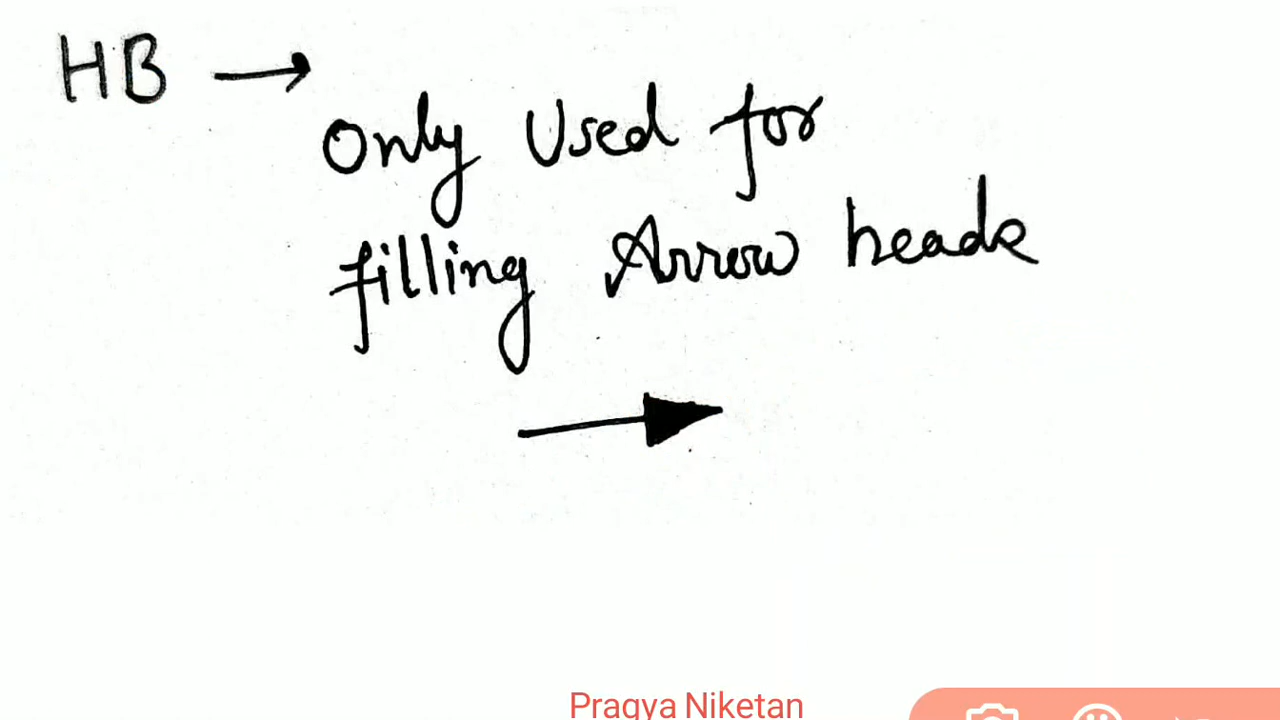 HB →
Only Used for
filling Arrow heads
Pragya Niketan